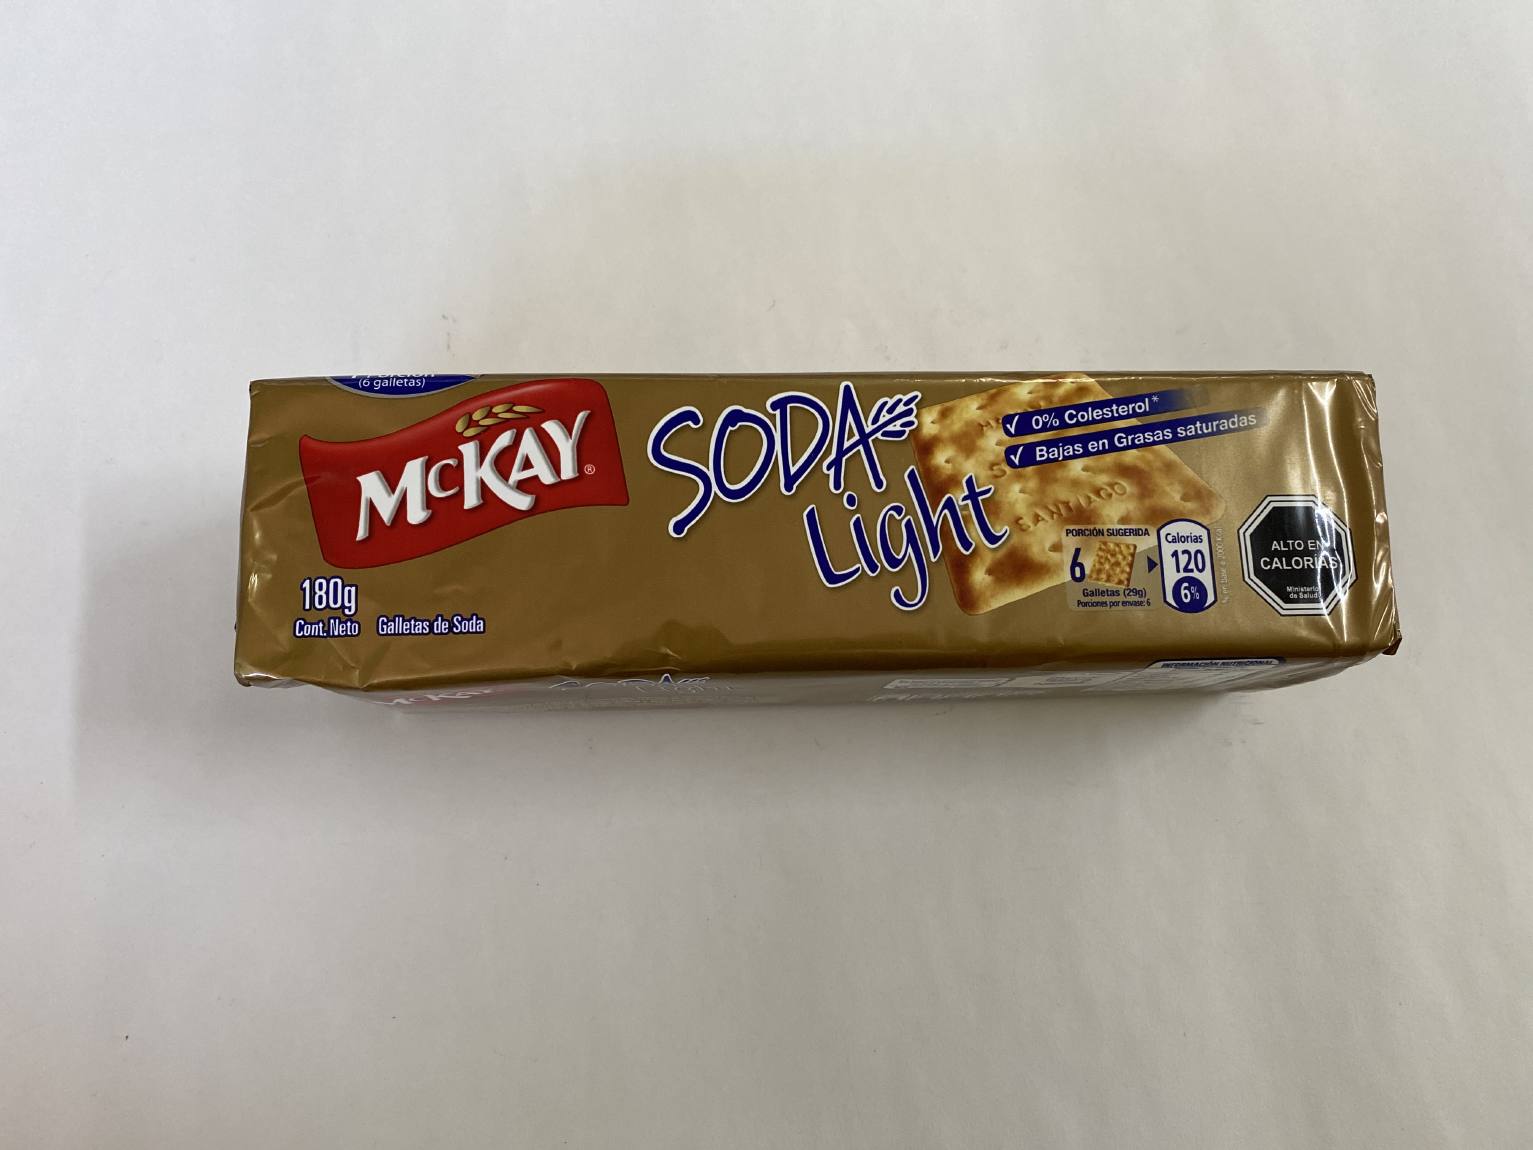 (6 galletas)
McKAY®
180g
Cont. Neto
Galletas de Soda
SODA
Light
✓ 0% Colesterol*
✓ Bajas en Grasas saturadas
SANTIAGO
PORCIÓN SUGERIDA
6
Galletas (29g)
Porciones por envase: 6
Calorías
120
6%
ALTO EN
CALORÍAS
Ministerio
de Salud
INFORMACIÓN NUTRICIONAL